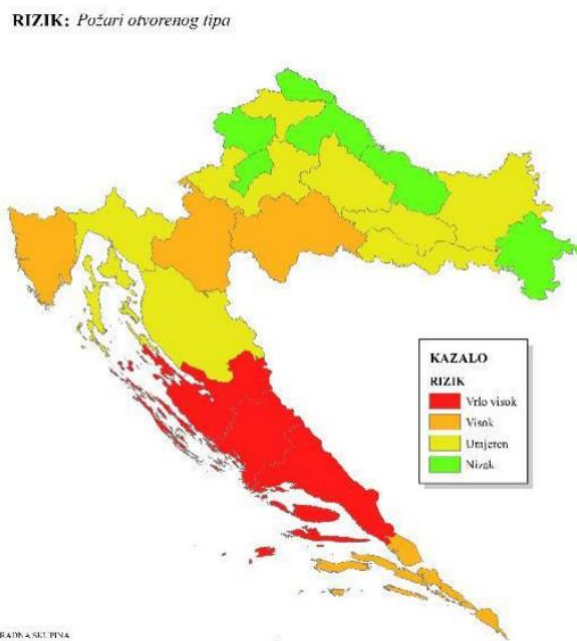 RIZIK: Požari otvorenog tipa
KAZALO
RIZIK
Vrlo visok
Visok
Umjeren
Nizak
RADNA SKUPINA